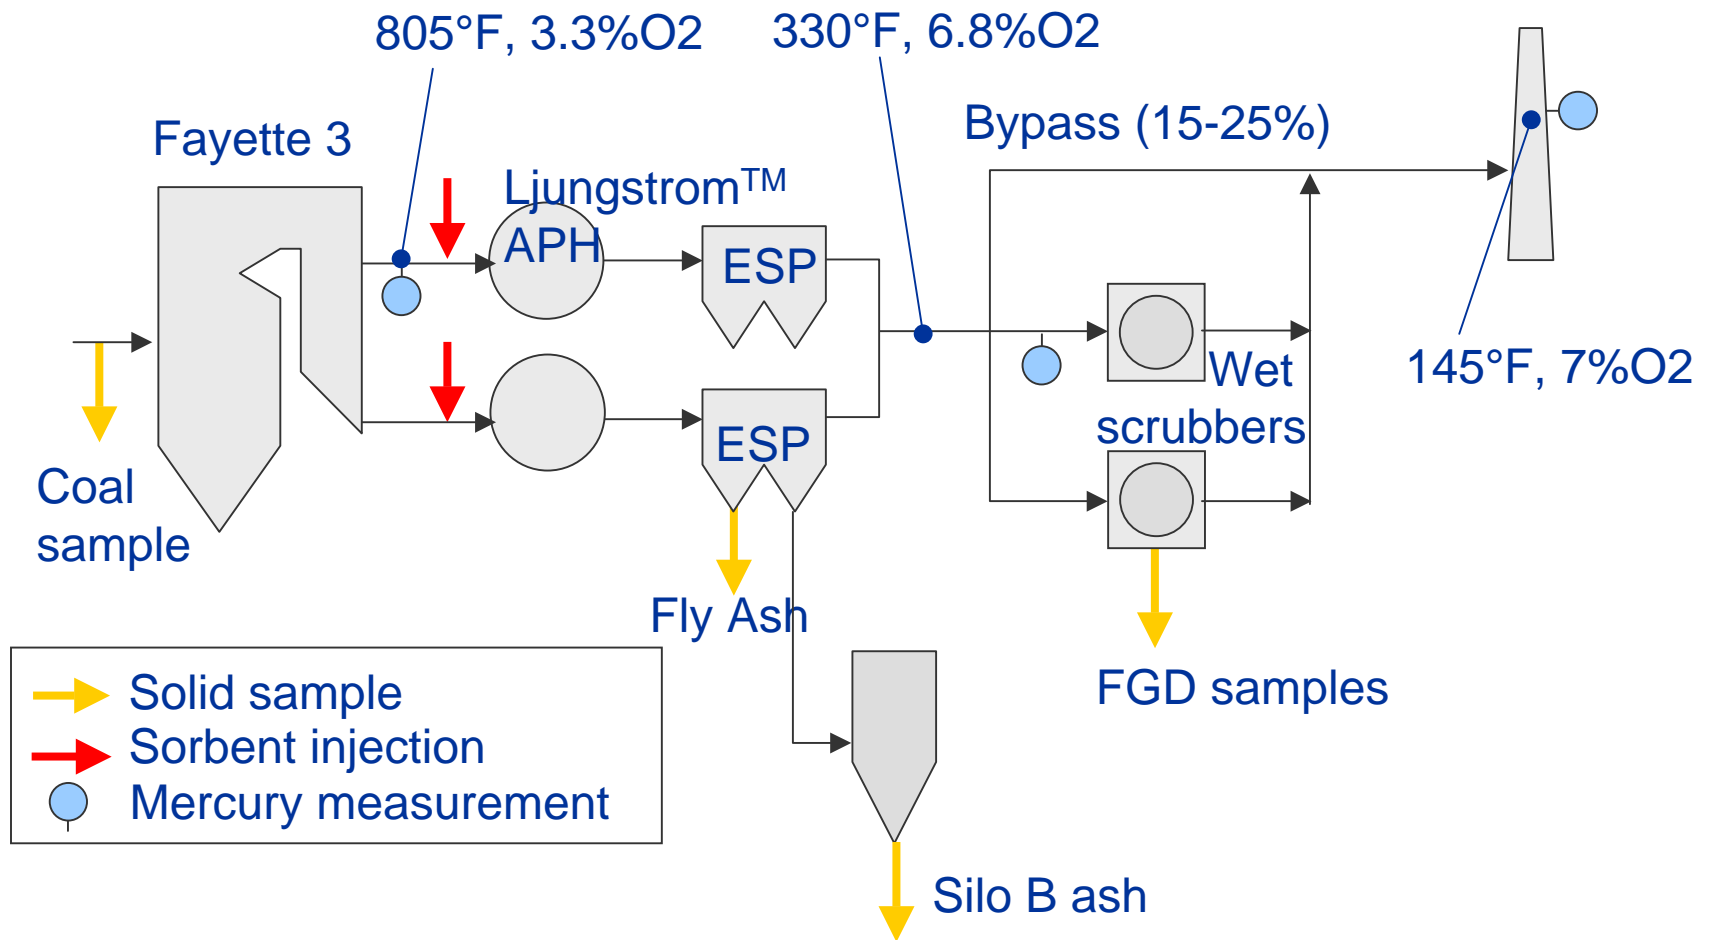 805°F, 3.3%O2
330°F, 6.8%O2
Bypass (15-25%)
Fayette 3
Ljungstrom™
APH
ESP
Wet
scrubbers
145°F, 7%O2
ESP
Coal
sample
Fly Ash
FGD samples
Solid sample
Sorbent injection
Mercury measurement
Silo B ash